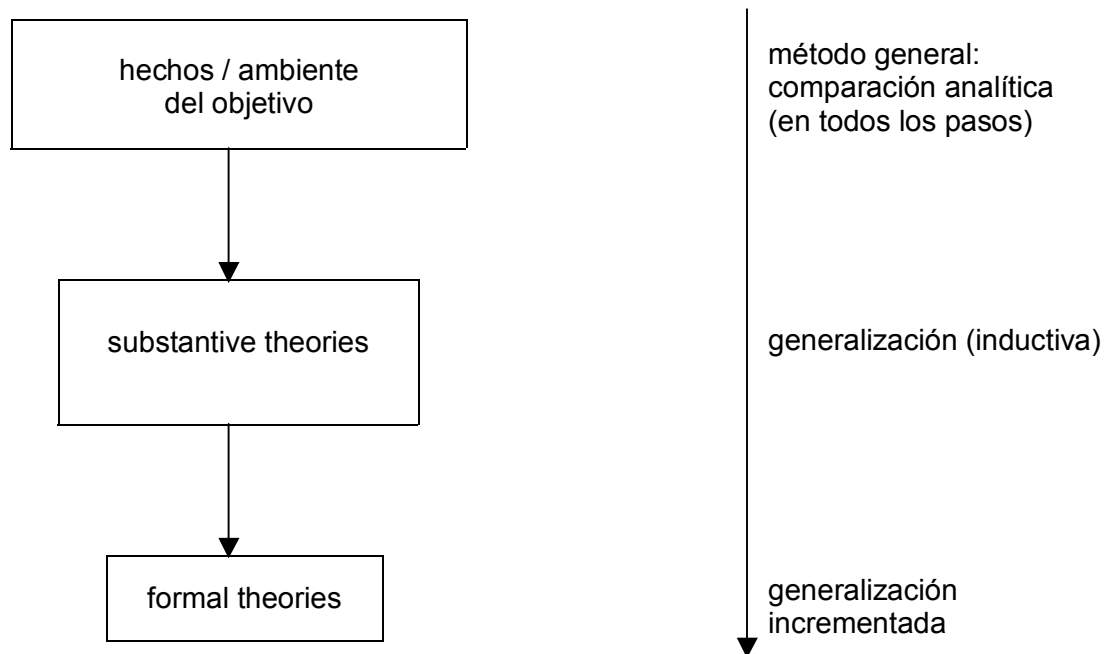 hechos / ambiente
del objetivo
método general:
comparación analítica
(en todos los pasos)
substantive theories
generalización (inductiva)
formal theories
generalización
incrementada